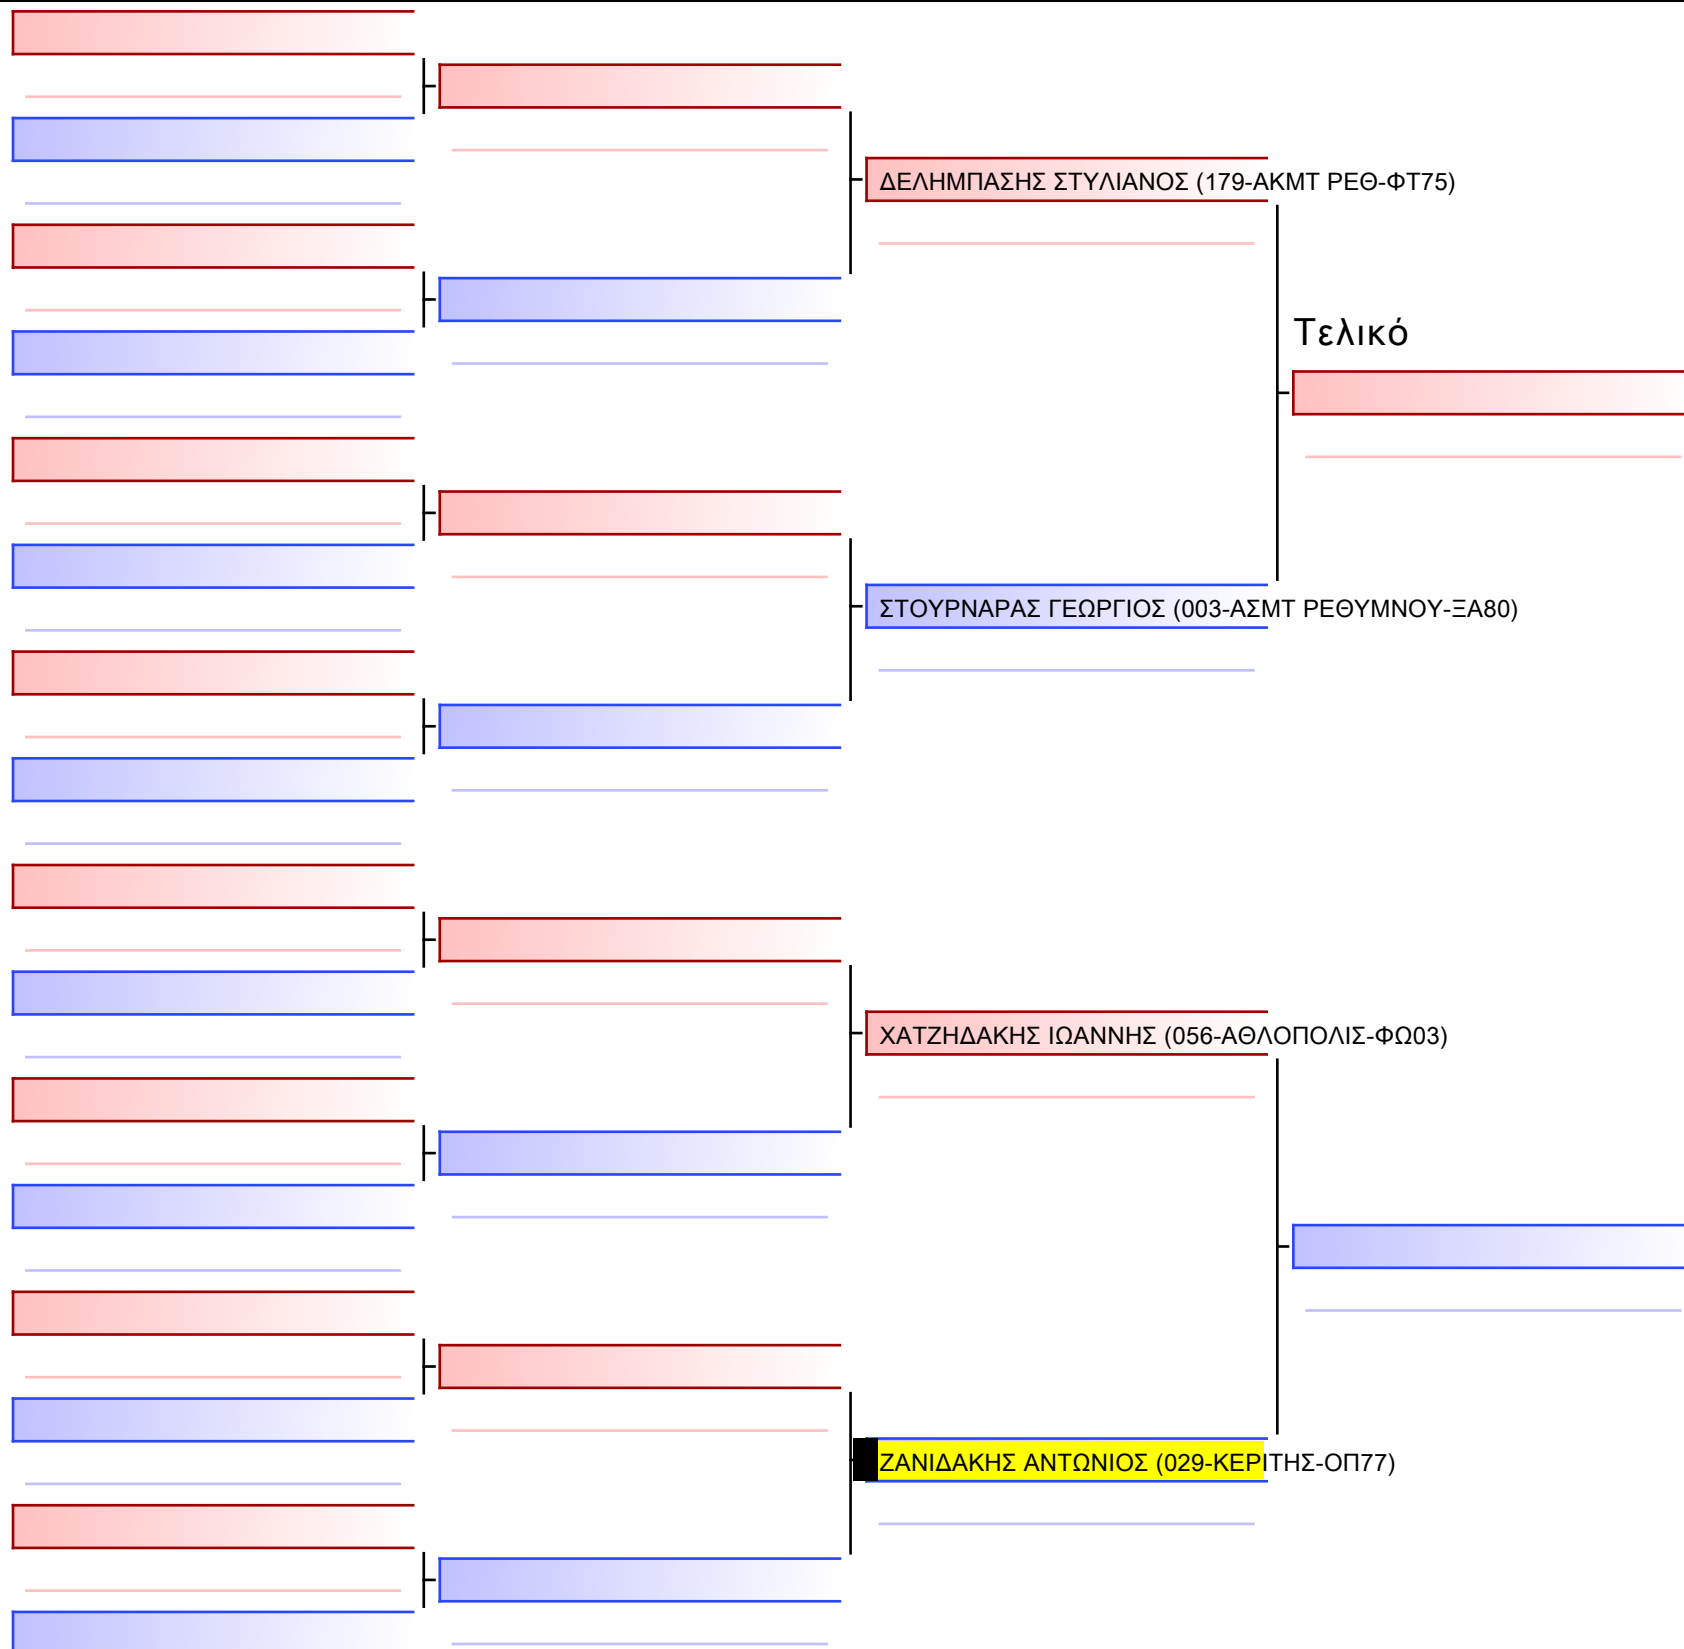 ΔΕΛΗΜΠΑΣΗΣ ΣΤΥΛΙΑΝΟΣ (179-ΑΚΜΤ ΡΕΘ-ΦΤ75)
Τελικό
ΣΤΟΥΡΝΑΡΑΣ ΓΕΩΡΓΙΟΣ (003-ΑΣΜΤ ΡΕΘΥΜΝΟΥ-ΞΑ80)
ΧΑΤΖΗΔΑΚΗΣ ΙΩΑΝΝΗΣ (056-ΑΘΛΟΠΟΛΙΣ-ΦΩ03)
ΖΑΝΙΔΑΚΗΣ ΑΝΤΩΝΙΟΣ (029-ΚΕΡΙΤΗΣ-ΟΠ77)